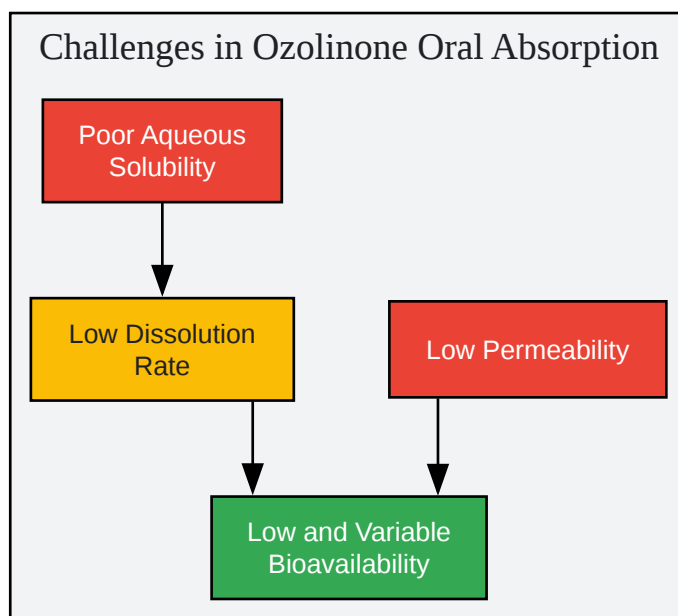 Challenges in Ozolinone Oral Absorption
Poor Aqueous
Solubility
Low Dissolution
Rate
Low Permeability
Low and Variable
Bioavailability